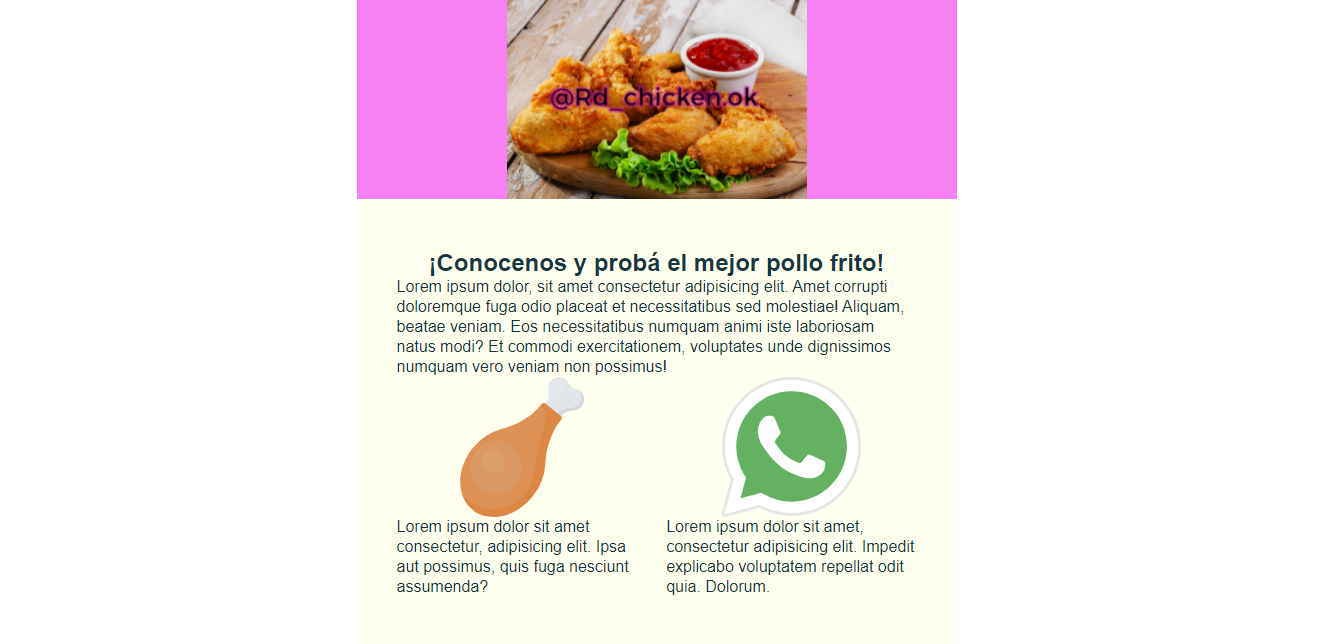 @Rd_chicken.ok
¡Conocenos y probá el mejor pollo frito!
Lorem ipsum dolor, sit amet consectetur adipisicing elit. Amet corrupti
doloremque fuga odio placeat et necessitatibus sed molestiae! Aliquam,
beatae veniam. Eos necessitatibus numquam animi iste laboriosam
natus modi? Et commodi exercitationem, voluptates unde dignissimos
numquam vero veniam non possimus!
Lorem ipsum dolor sit amet
consectetur, adipisicing elit. Ipsa
aut possimus, quis fuga nesciunt
assumenda?
Lorem ipsum dolor sit amet,
consectetur adipisicing elit. Impedit
explicabo voluptatem repellat odit
quia. Dolorum.